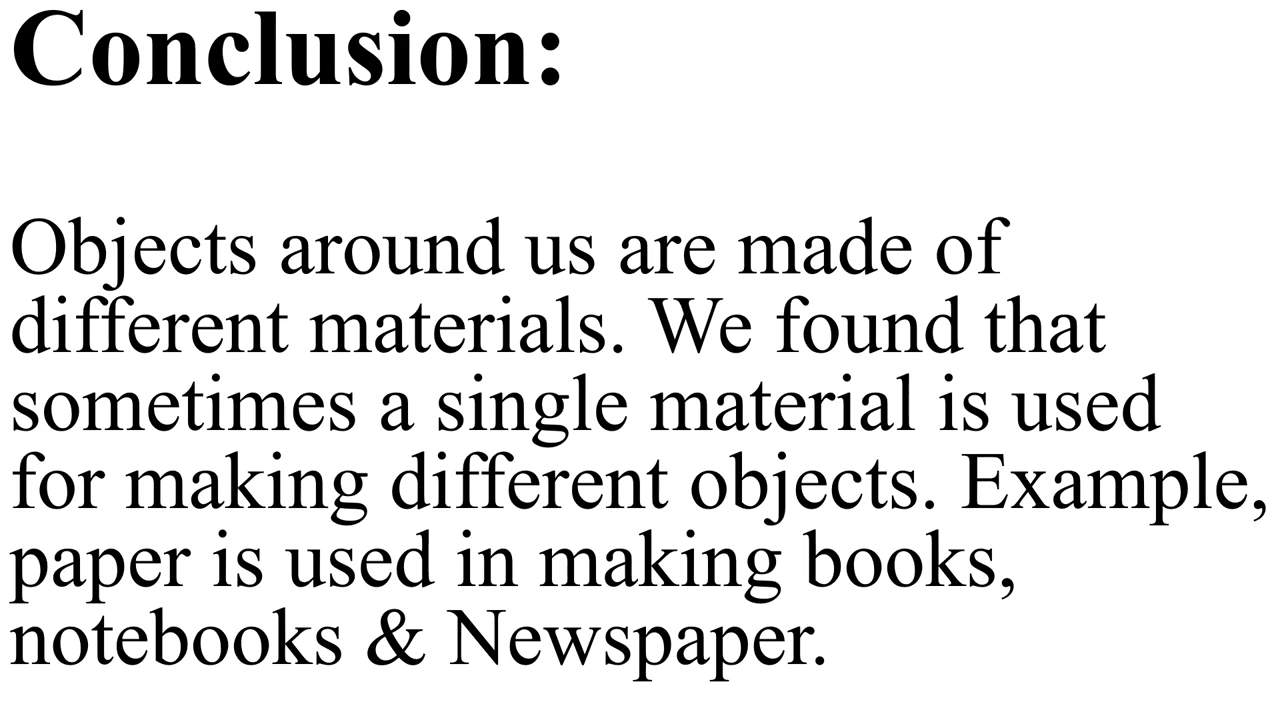 Conclusion:
Objects around us are made of
different materials. We found that
sometimes a single material is used
for making different objects. Example,
paper is used in making books,
notebooks & Newspaper.